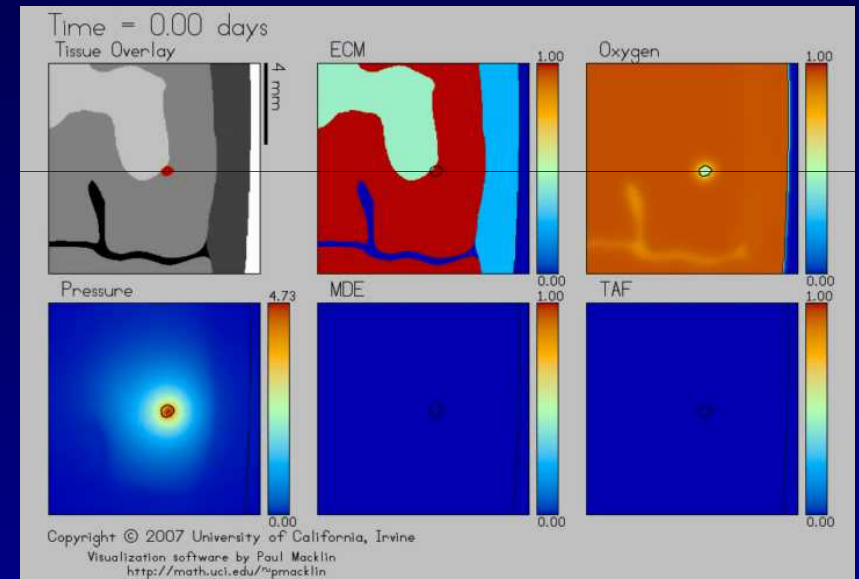 Time = 0.00 days
Tissue Overlay
4 mm
ECM
1.00
0.00
Oxygen
1.00
0.00
Pressure
4.73
0.00
MDE
1.00
0.00
TAF
1.00
0.00
Copyright © 2007 University of California, Irvine
Visualization software by Paul Macklin
http://math.uci.edu/~pmacklin